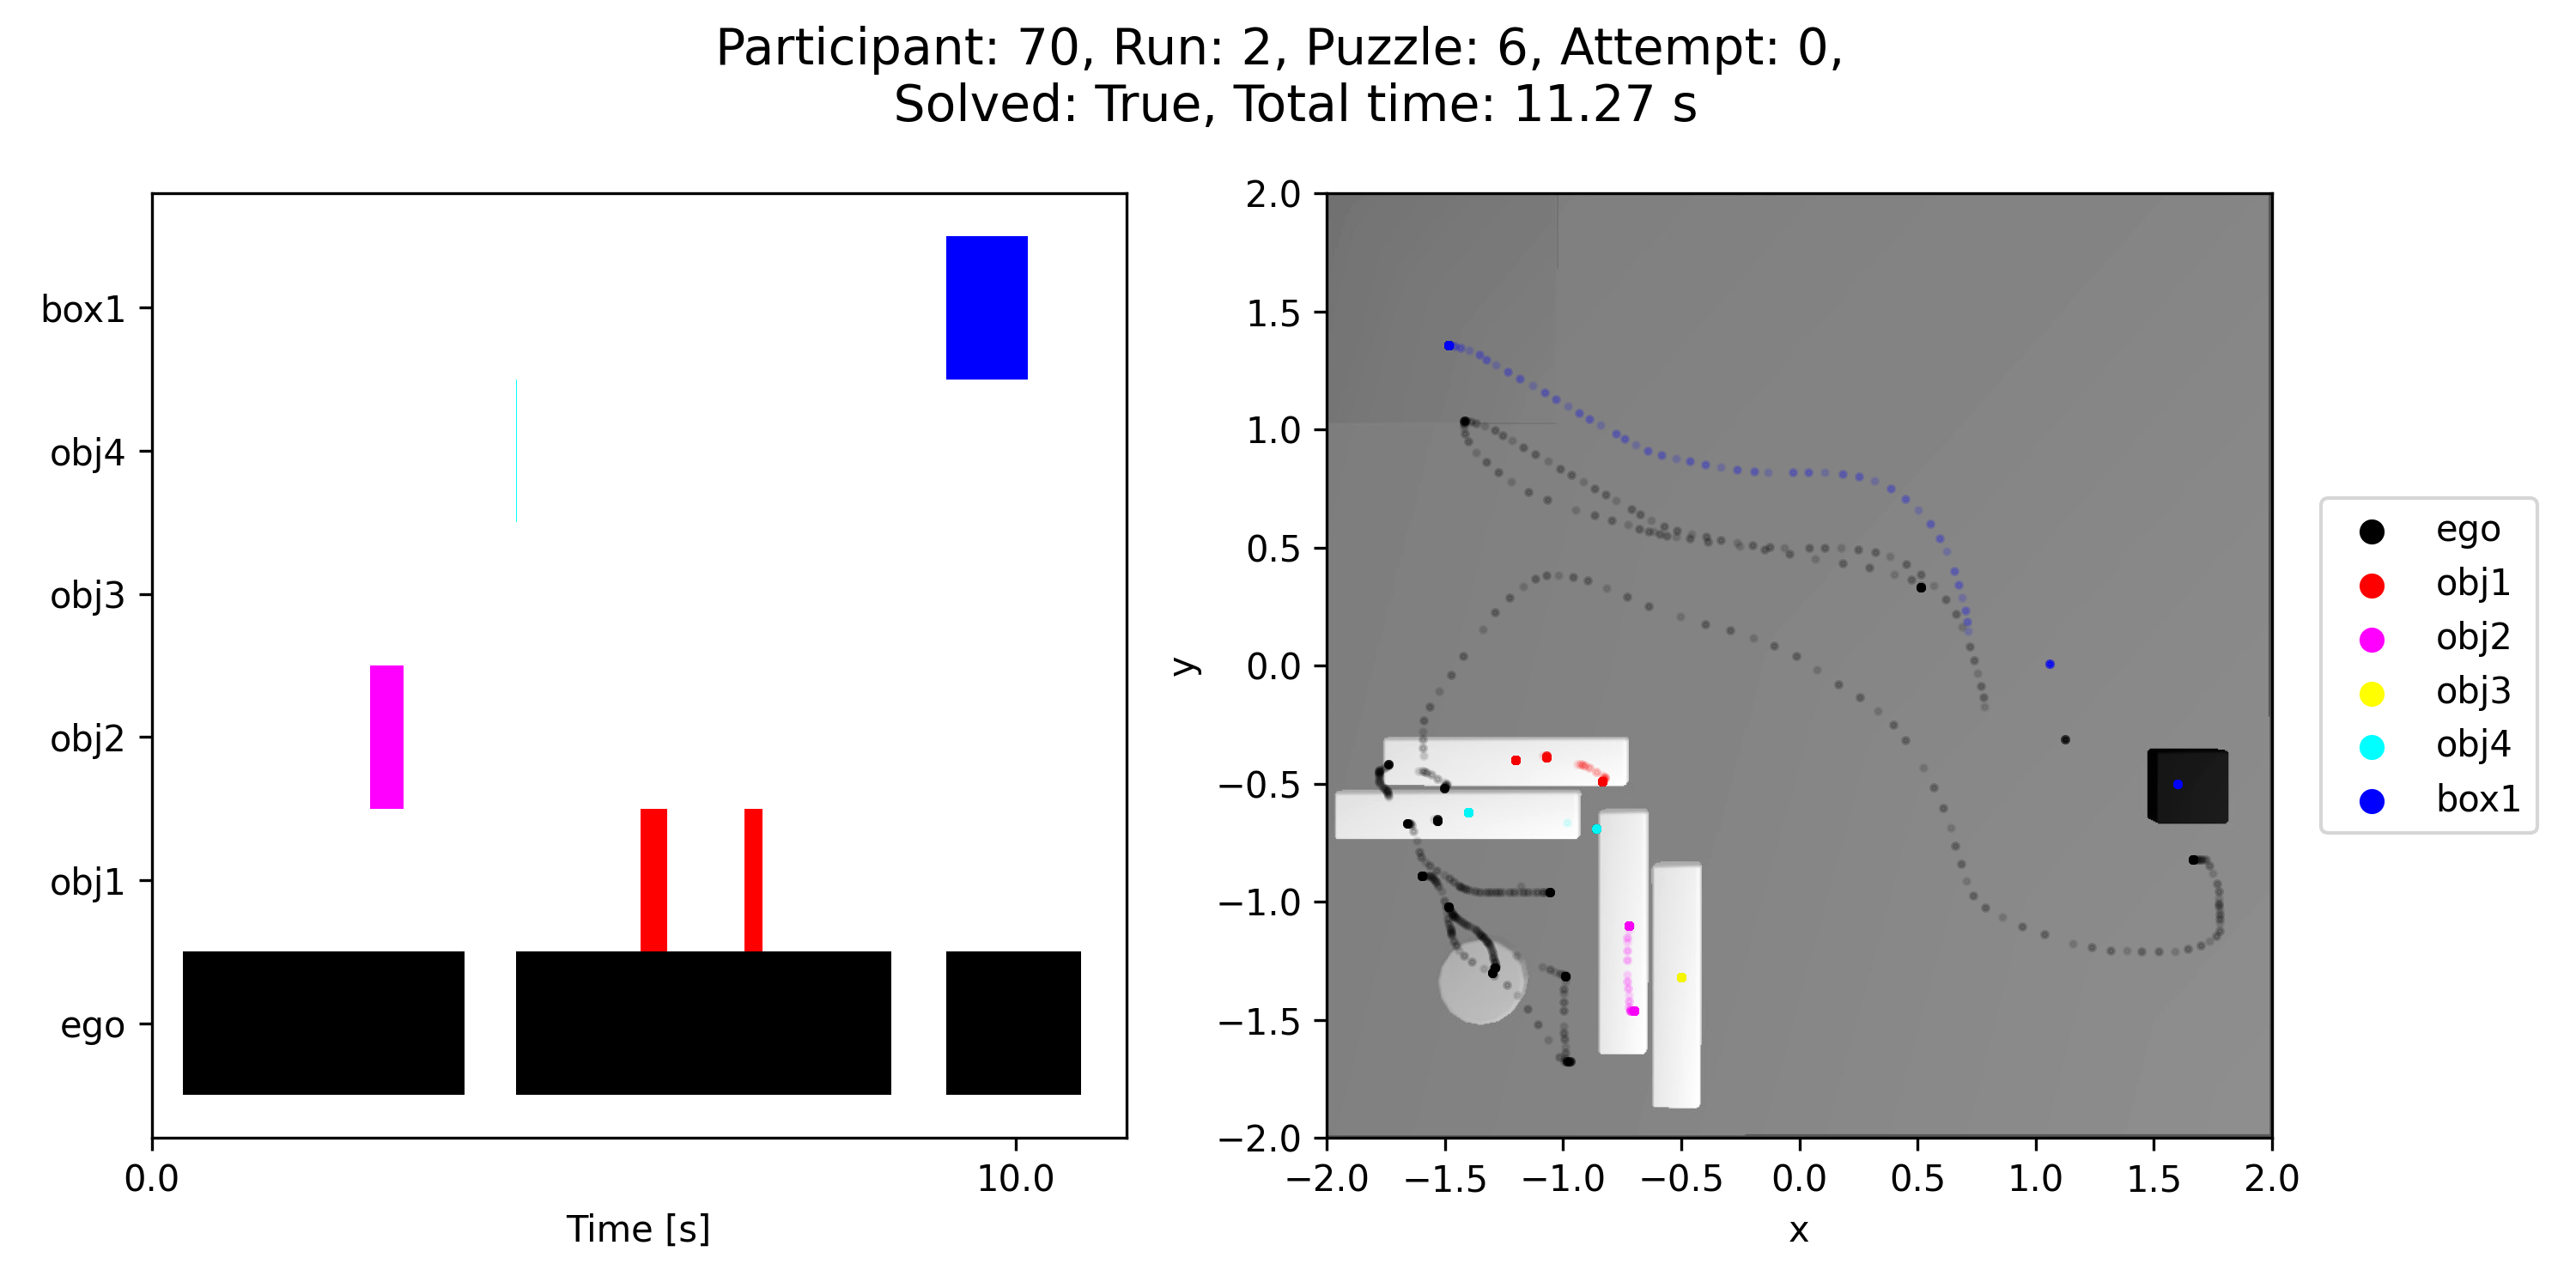 Participant: 70, Run: 2, Puzzle: 6, Attempt: 0,
Solved: True, Total time: 11.27 s
box1
obj4
obj3
obj2
obj1
ego
0.0
10.0
Time [s]
2.0
1.5
1.0
0.5
0.0
−0.5
−1.0
−1.5
−2.0
y
−2.0
−1.5
−1.0
−0.5
0.0
0.5
1.0
1.5
2.0
x
ego
obj1
obj2
obj3
obj4
box1